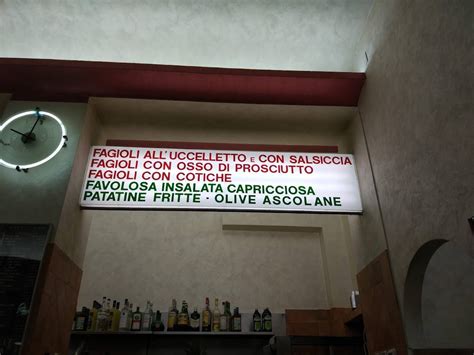 FAGIOLI ALL'UCCELLETTO E CON SALSICCIA
FAGIOLI CON OSSO DI PROSCIUTTO
FAGIOLI CON COTICHE
FAVOLOSA INSALATA CAPRICCIOSA
PATATINE FRITTE · OLIVE ASCOLANE